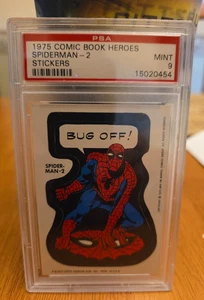 PSA
1975 COMIC BOOK HEROES
SPIDERMAN-2
MINT
STICKERS
9
15020454
BUG OFF!
SPIDER-
MAN-2